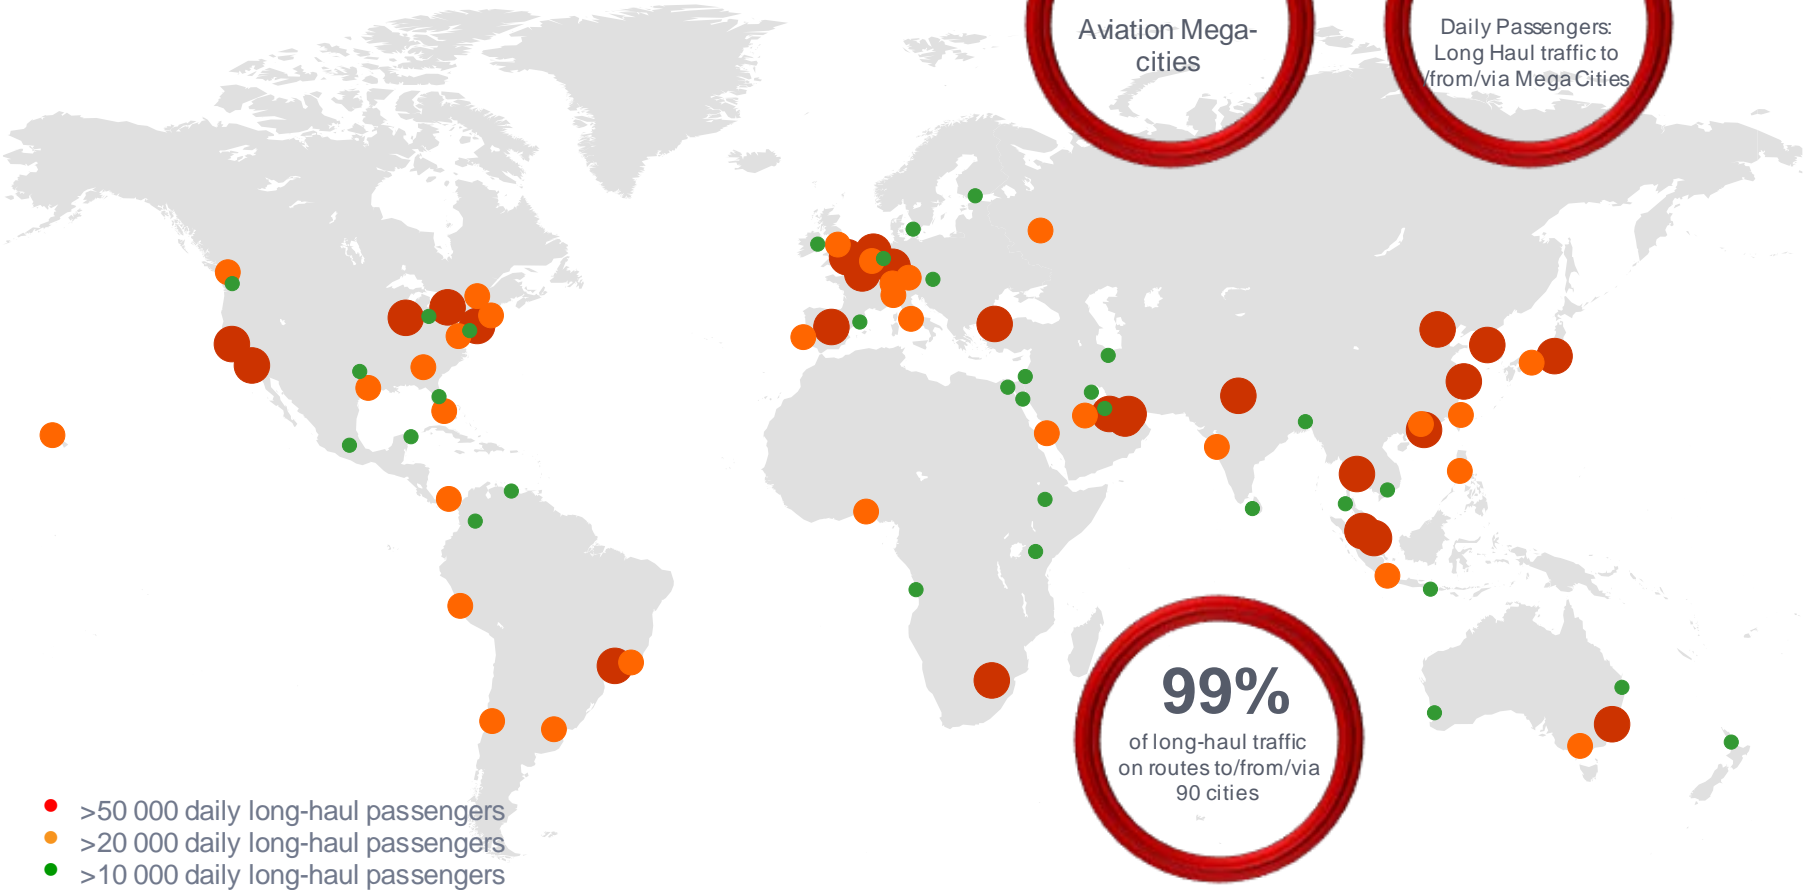 Aviation Mega-
cities
Daily Passengers:
Long Haul traffic to
/from/via Mega Cities
99%
of long-haul traffic
on routes to/from/via
90 cities
>50 000 daily long-haul passengers
>20 000 daily long-haul passengers
>10 000 daily long-haul passengers